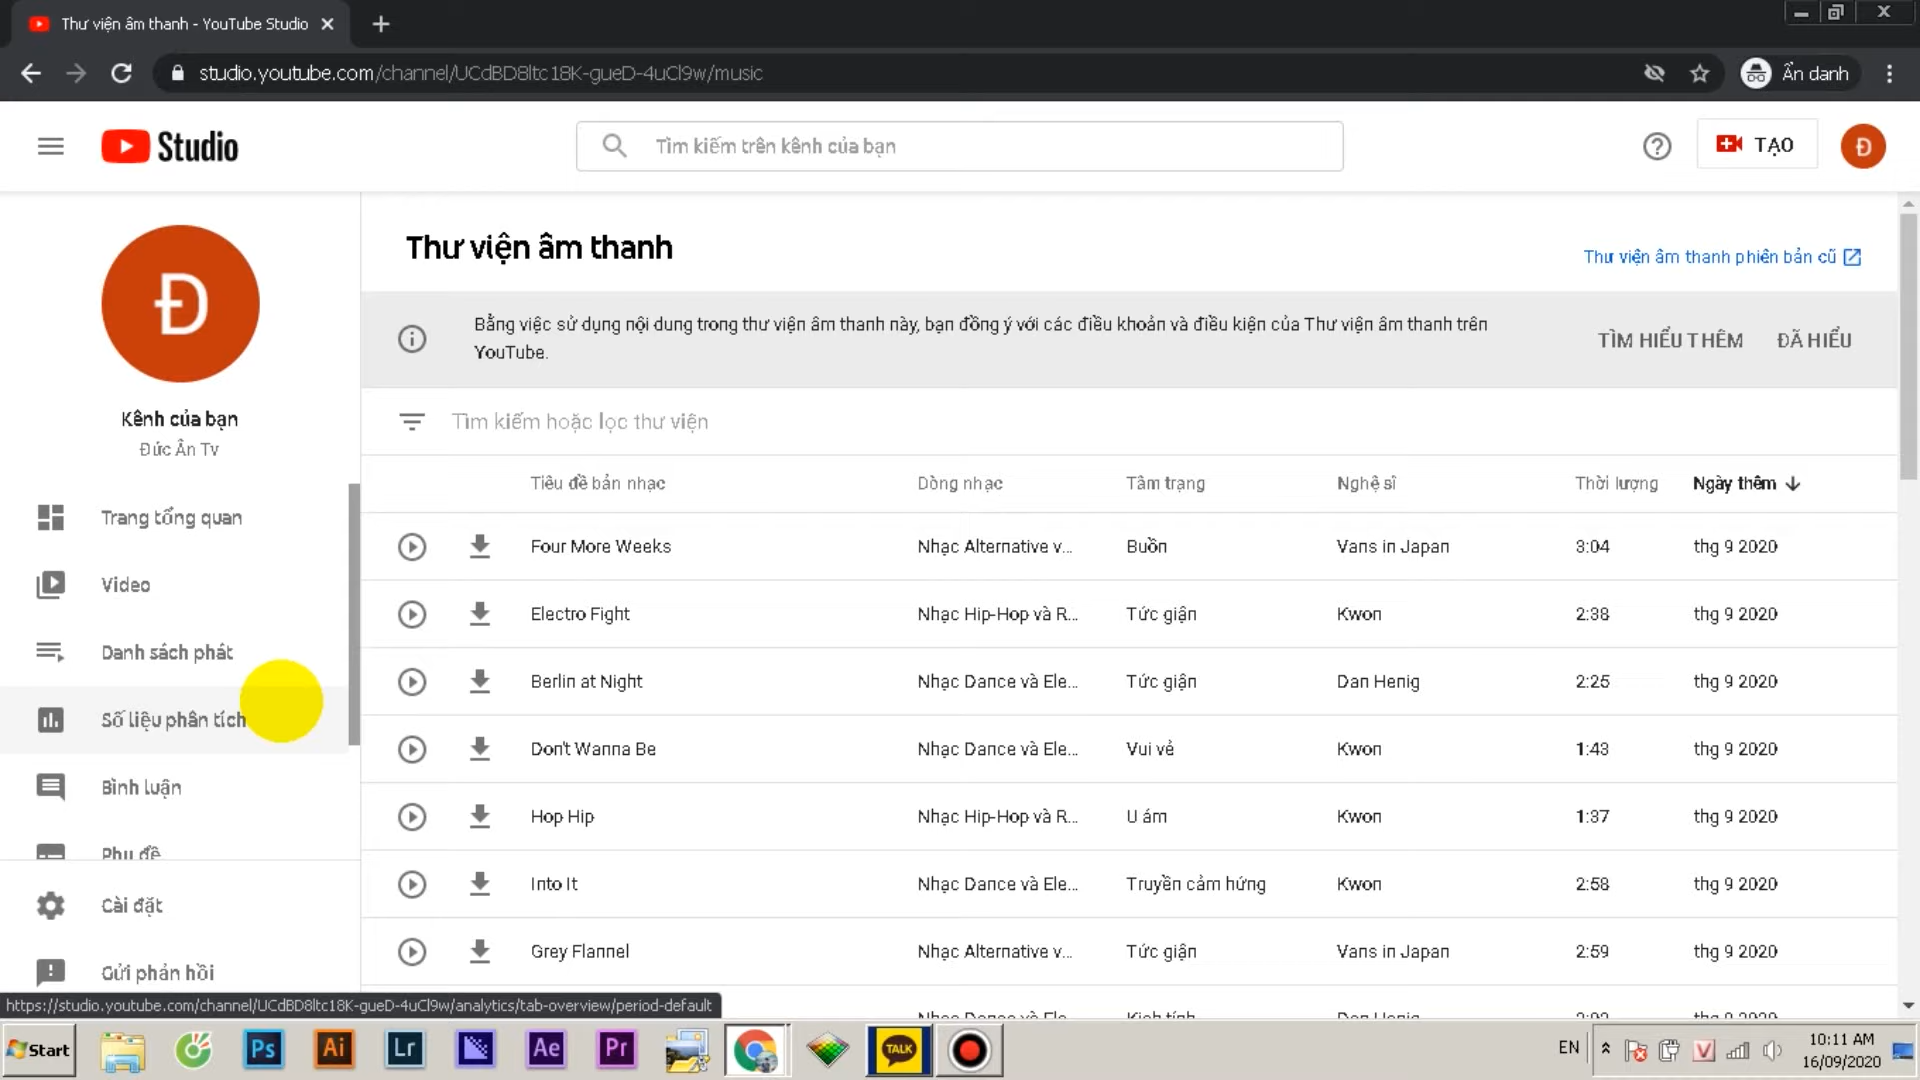 Thư viện âm thanh - YouTube Studio
studio.youtube.com/channel/UCdBD8ltc18K-gueD-4uCl9w/music
Ẩn danh
Studio
Tìm kiếm trên kênh của bạn
TẠO
Đ
Đ
Kênh của bạn
Đức Ân Tv
Trang tổng quan
Video
Danh sách phát
Số liệu phân tích
Bình luận
Phụ đề
Cài đặt
Gửi phản hồi
Thư viện âm thanh
Thư viện âm thanh phiên bản cũ
Bằng việc sử dụng nội dung trong thư viện âm thanh này, bạn đồng ý với các điều khoản và điều kiện của Thư viện âm thanh trên
YouTube.
TÌM HIỂU THÊM ĐÃ HIỂU
Tìm kiếm hoặc lọc thư viện
Tiêu đề bản nhạc Dòng nhạc Tâm trạng Nghệ sĩ Thời lượng Ngày thêm
Four More Weeks Nhạc Alternative v... Buồn Vans in Japan 3:04 thg 9 2020
Electro Fight Nhạc Hip-Hop và R... Tức giận Kwon 2:38 thg 9 2020
Berlin at Night Nhạc Dance và Ele... Tức giận Dan Henig 2:25 thg 9 2020
Don't Wanna Be Nhạc Dance và Ele... Vui vẻ Kwon 1:43 thg 9 2020
Hop Hip Nhạc Hip-Hop và R... U ám Kwon 1:37 thg 9 2020
Into It Nhạc Dance và Ele... Truyền cảm hứng Kwon 2:58 thg 9 2020
Grey Flannel Nhạc Alternative v... Tức giận Vans in Japan 2:59 thg 9 2020
https://studio.youtube.com/channel/UCdBD8ltc18K-gueD-4uCl9w/analytics/tab-overview/period-default
Start
Ps
Ai
Lr
Ae
Pr
TALK
EN
V
10:11 AM
16/09/2020